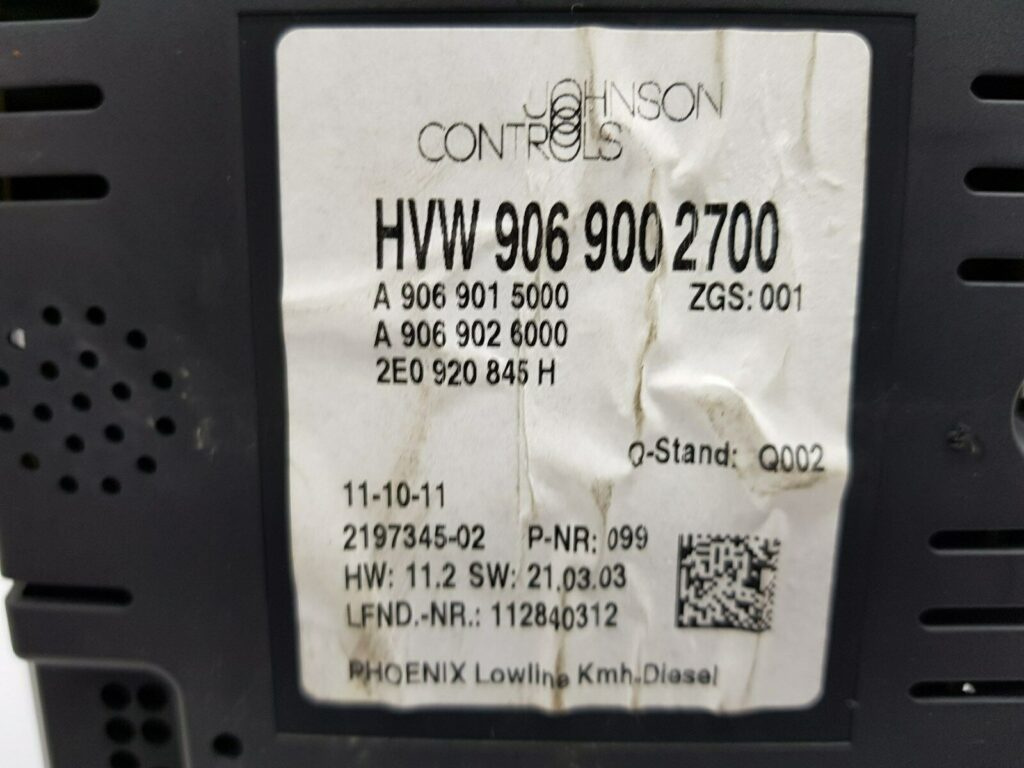 JOHNSON
CONTROLS
HVW 906 900 2700
A 906 901 5000 ZGS: 001
A 906 902 6000
2E0 920 845 H
Q-Stand: Q002
11-10-11
2197345-02 P-NR: 099
HW: 11.2 SW: 21.03.03
LFND.-NR.: 112840312
PHOENIX Lowline Kmh.Diesel